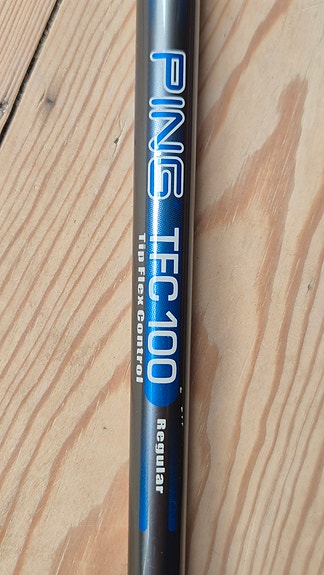 PING TFC 100
Tip Flex Control
Regular